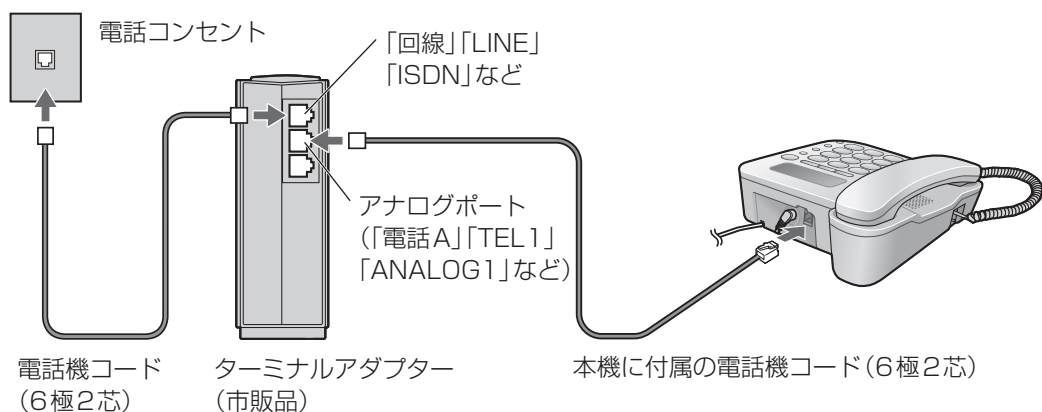 電話コンセント
「回線」「LINE」
「ISDN」など
アナログポート
（「電話A」「TEL1」
「ANALOG1」など）
電話機コード
（6極2芯）
ターミナルアダプター
（市販品）
本機に付属の電話機コード（6極2芯）